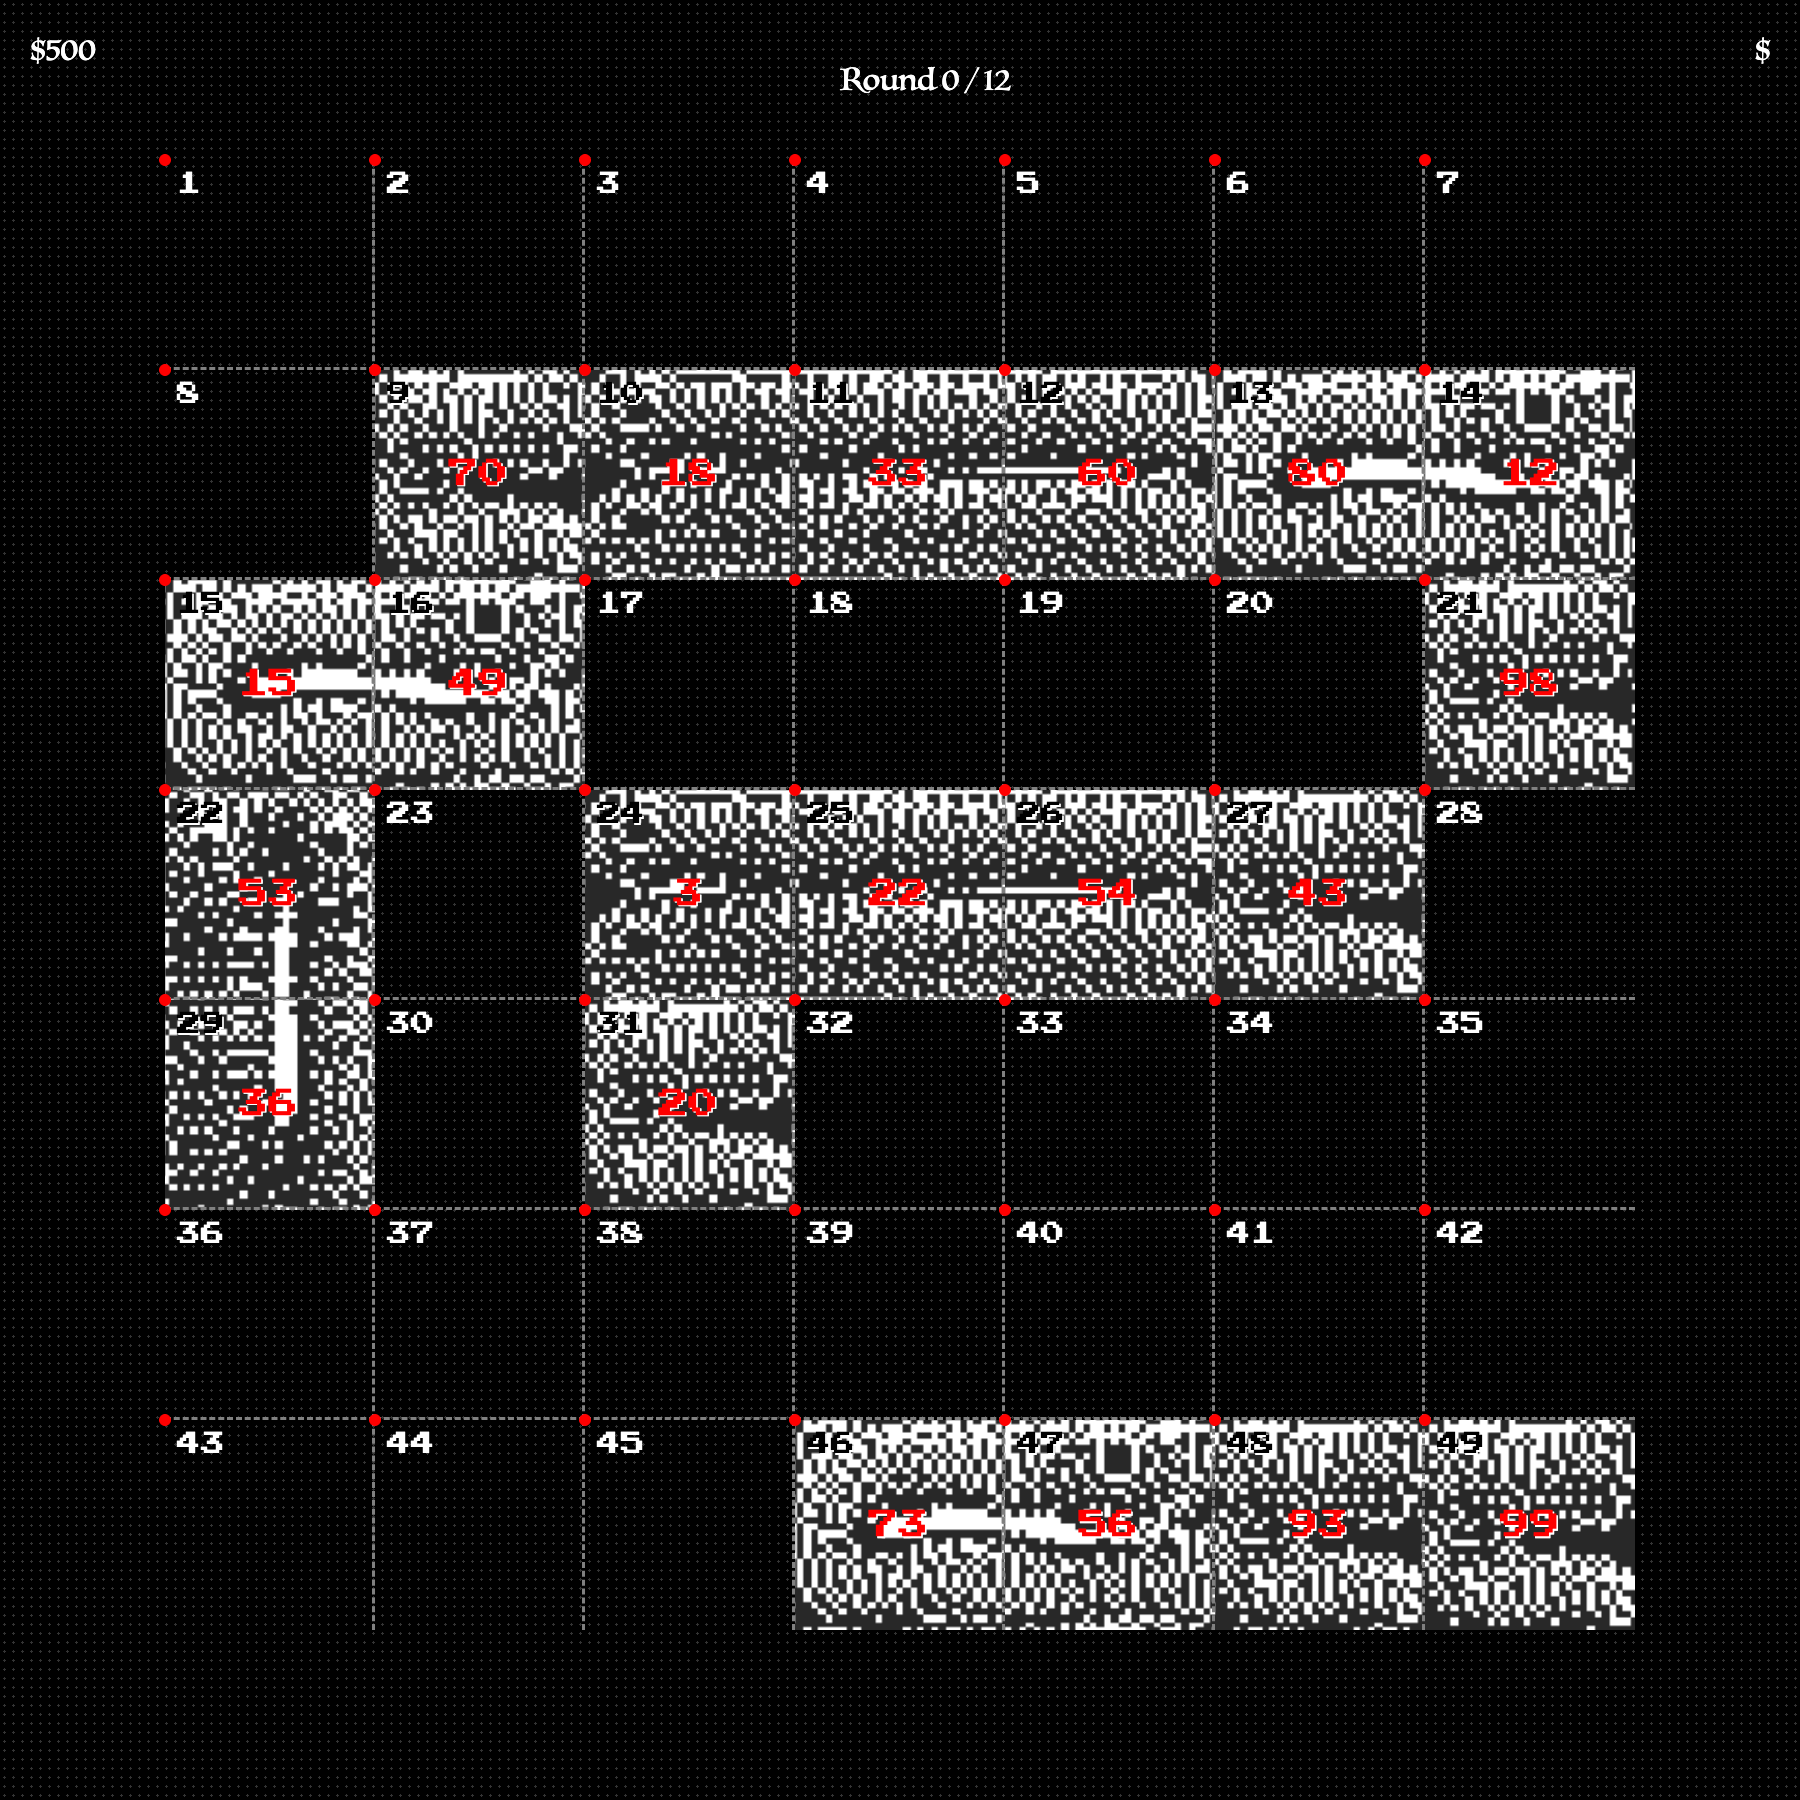 $500 $
Round 0 / 12
1 2 3 4 5 6 7
8 9 10 11 12 13 14
70 18 33 60 80 12
15 16 17 18 19 20 21
15 49 98
22 23 24 25 26 27 28
53 3 22 54 43
29 30 31 32 33 34 35
36 20
36 37 38 39 40 41 42
43 44 45 46 47 48 49
73 56 93 99